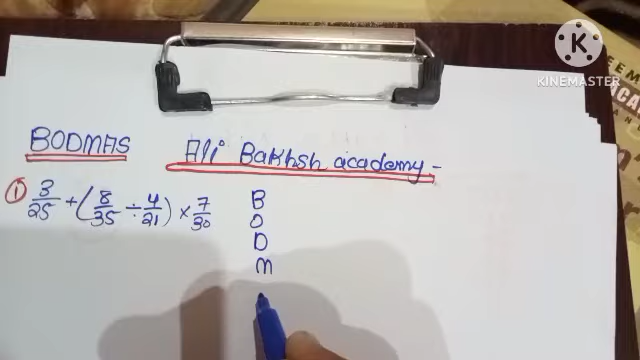 KINEMASTER
BODMAS Ali Bakhsh academy
① 3/25 + (8/35 ÷ 4/21) × 7/30
B
O
D
M